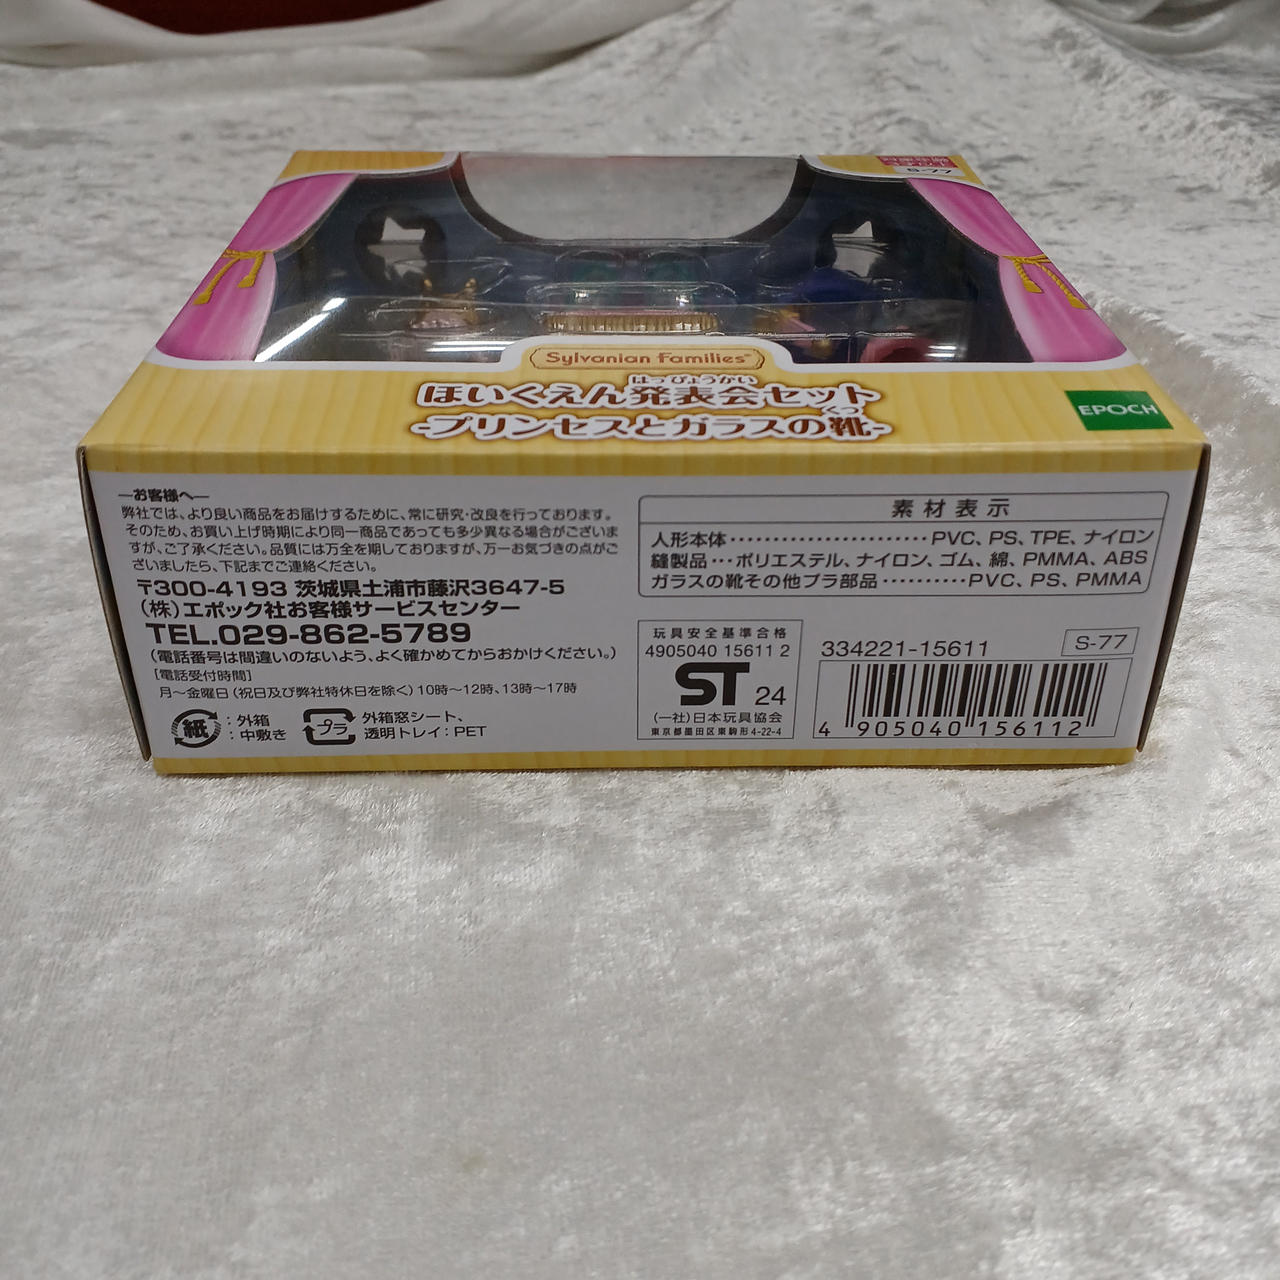 S-77
Sylvanian Families
はっぴょうかい
ほいくえん発表会セット
くつ
-プリンセスとガラスの靴-
EPOCH
―お客様へ―
弊社では、より良い商品をお届けするために、常に研究・改良を行っております。
そのため、お買い上げ時期により同一商品であっても多少異なる場合がございま
すが、ご了承ください。品質には万全を期しておりますが、万一お気づきの点がご
ざいましたら、下記までご連絡ください。
〒300-4193 茨城県土浦市藤沢3647-5
(株)エポック社お客様サービスセンター
TEL.029-862-5789
(電話番号は間違いのないよう、よく確かめてからおかけください。)
[電話受付時間]
月~金曜日(祝日及び弊社特休日を除く)10時~12時、13時~17時
紙:外箱
:中敷き
プラ 外箱窓シート、
透明トレイ:PET
素材表示
人形本体・・・・・・・・・・・・・・・・・・・・・・・PVC、PS、TPE、ナイロン
縫製品・・・ポリエステル、ナイロン、ゴム、綿、PMMA、ABS
ガラスの靴その他プラ部品・・・・・・・・・・PVC、PS、PMMA
玩具安全基準合格
4905040 15611 2
ST 24
(一社)日本玩具協会
東京都墨田区東駒形4-22-4
334221-15611
S-77
4 905040 156112